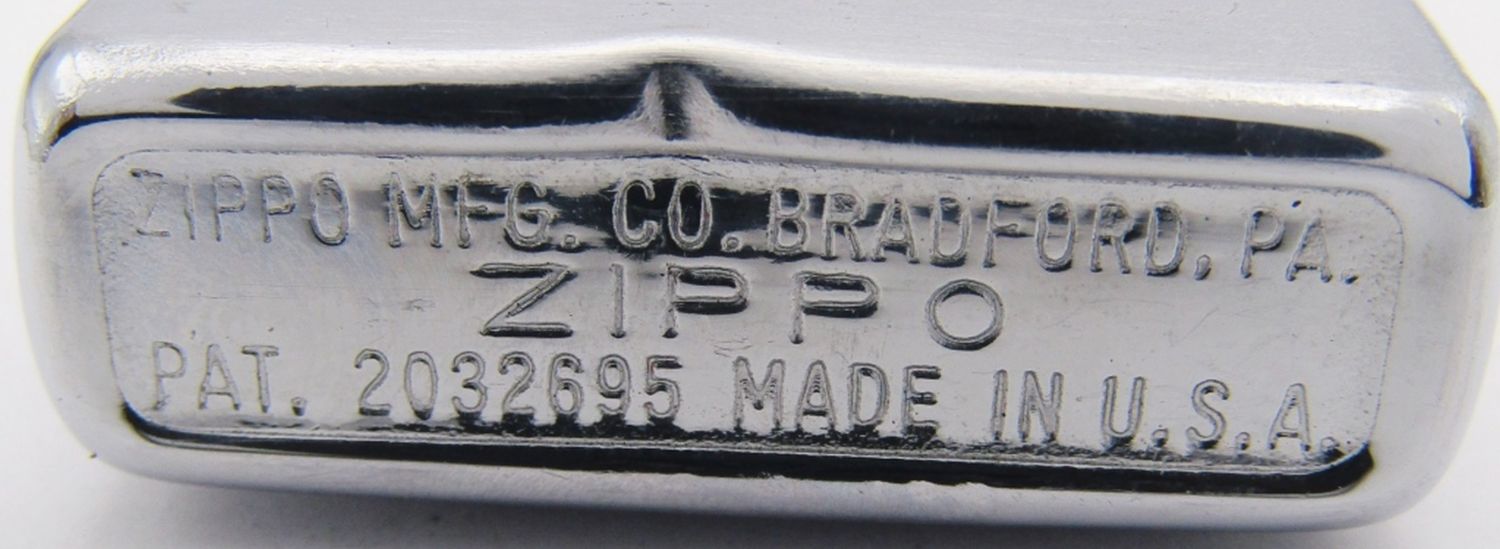 ZIPPO MFG. CO. BRADFORD, PA.
ZIPPO
PAT. 2032695 MADE IN U.S.A.